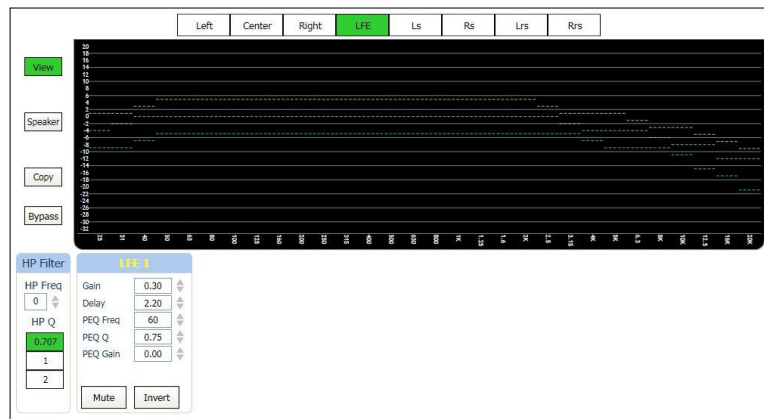 Left Center Right LFE Ls Rs Lrs Rrs
View
Speaker
Copy
Bypass
20
18
16
14
12
10
8
6
4
2
0
-2
-4
-6
-8
-10
-12
-14
-16
-18
-20
-22
-24
-26
-28
-30
-32
25 31 40 50 63 80 100 125 160 200 250 315 400 500 630 800 1K 1.25 1.6 2K 2.5 3.15 4K 5K 6.3 8K 10K 12.5 16K 20K
HP Filter
HP Freq
0
HP Q
0.707
1
2
LFE 1
Gain 0.30
Delay 2.20
PEQ Freq 60
PEQ Q 0.75
PEQ Gain 0.00
Mute Invert